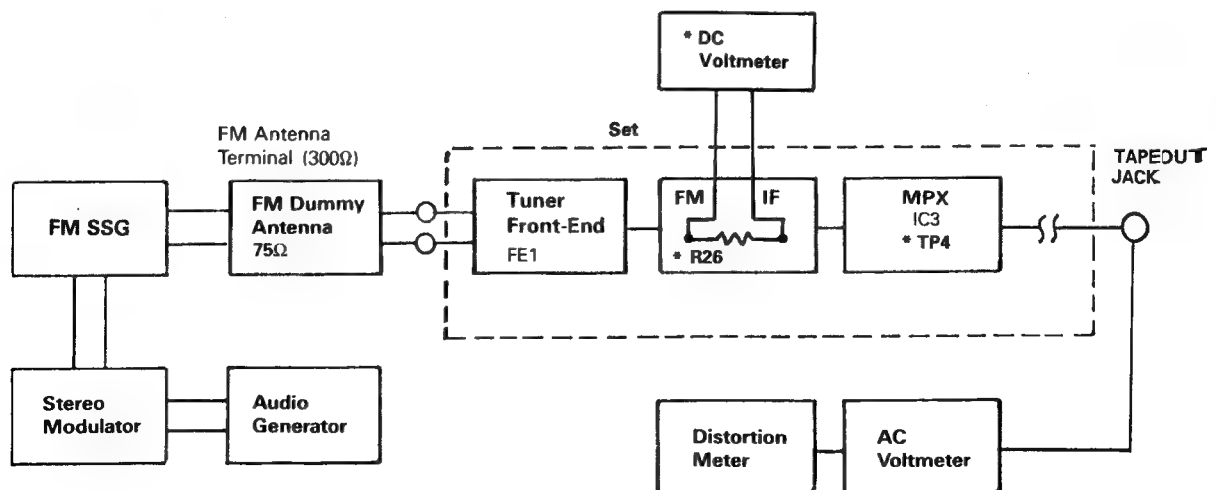 * DC
Voltmeter
Set
FM Antenna
Terminal (300Ω)
TAPEOUT
JACK
FM SSG
FM Dummy
Antenna
75Ω
Tuner
Front-End
FE1
FM IF
* R26
MPX
IC3
* TP4
Stereo
Modulator
Audio
Generator
Distortion
Meter
AC
Voltmeter